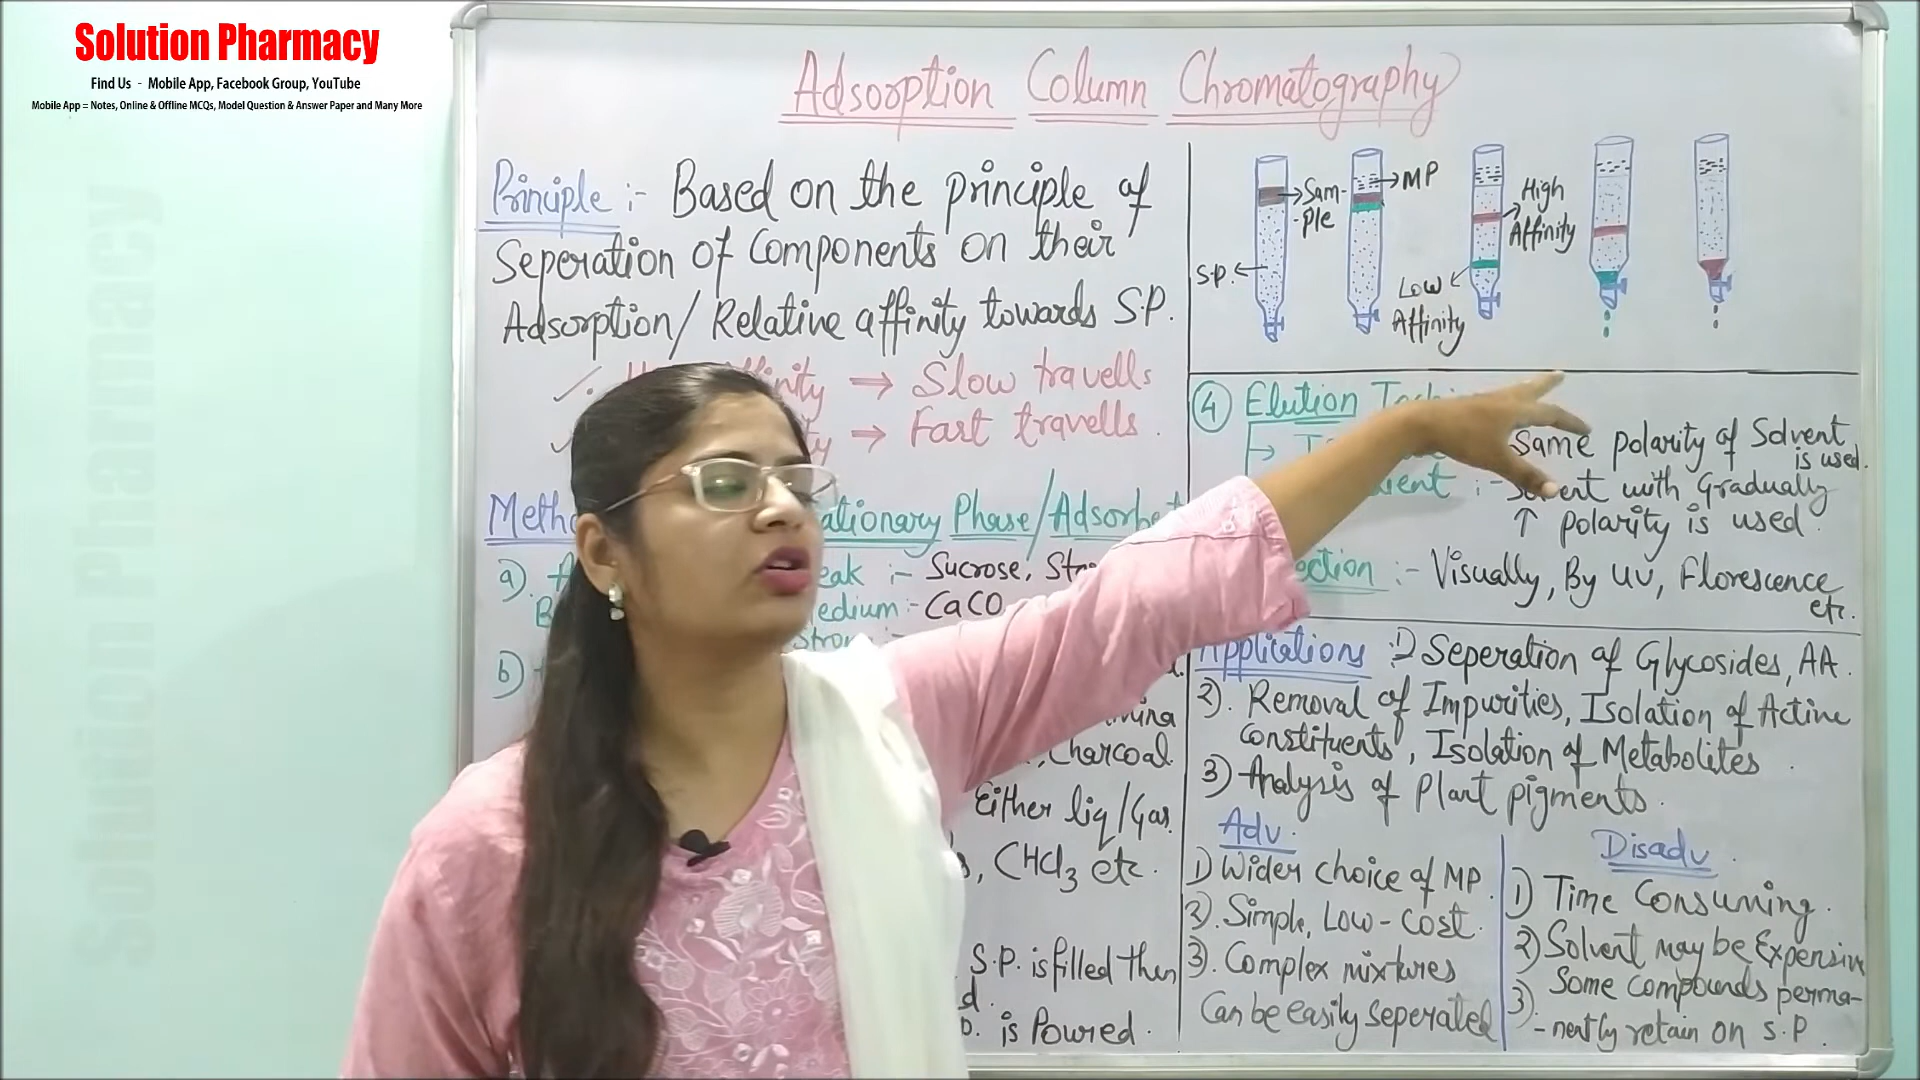 Solution Pharmacy
Find Us - Mobile App, Facebook Group, YouTube
Mobile App = Notes, Online & Offline MCQs, Model Question & Answer Paper and Many More
Solution Pharmacy
Adsorption Column Chromatography
Principle :- Based on the principle of
Seperation of Components on their
Adsorption/Relative affinity towards S.P.
→ Slow travells
→ Fast travells.
Phase/Adsorbent
a).
eak :- Sucrose,
edium :- CaCO
b)
Charcoal
Either liq/Gas.
, CHCl3 etc.
S.P. is filled then
is Poured.
Sam-
-ple
S.P.
MP
High
Affinity
Low
Affinity
④ Elution
Same polarity of Solvent
is used.
with Gradually
↑ polarity is used.
:- Visually, By UV, Florescence
etc.
Applications :- 1) Seperation of Glycosides, AA.
2). Removal of Impurities, Isolation of Active
Constituents, Isolation of Metabolites.
3) Analysis of Plant pigments.
Adv.
1) Wider choice of MP.
2). Simple, Low-Cost.
3). Complex mixtures
Can be easily seperated
Disadv.
1) Time Consuming.
2) Solvent may be Expensive
3) Some compounds perma-
-nently retain on S.P.